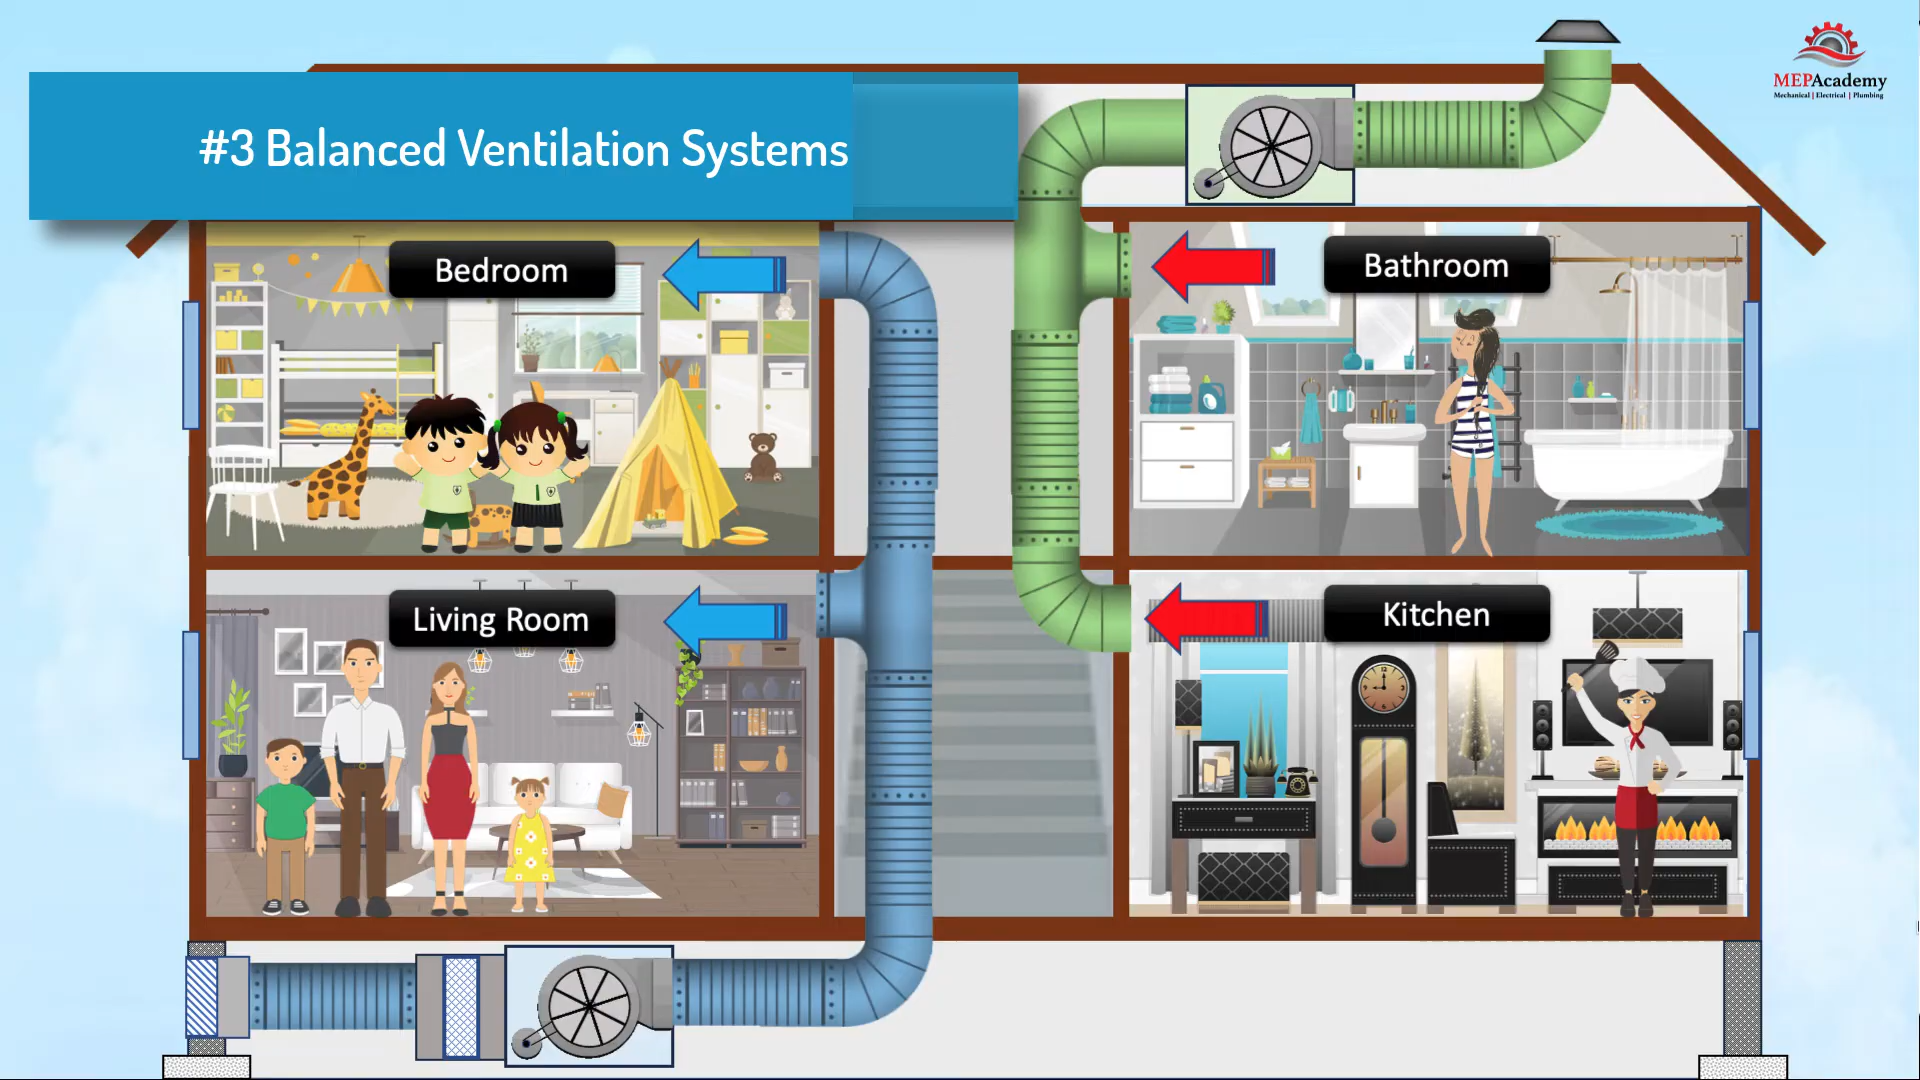 #3 Balanced Ventilation Systems
MEPAcademy
Mechanical | Electrical | Plumbing
Bedroom
Bathroom
Living Room
Kitchen